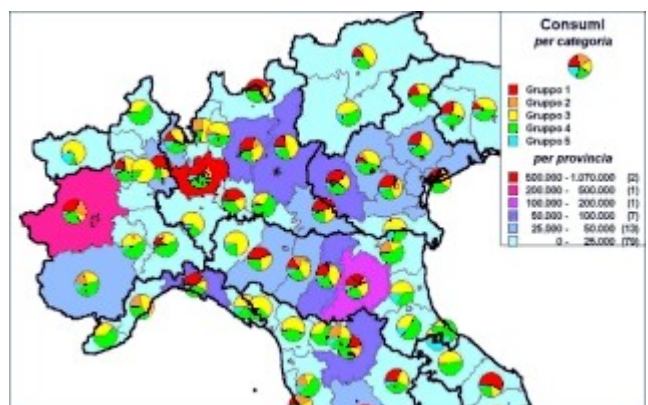 Consumi
per categoria
Gruppo 1
Gruppo 2
Gruppo 3
Gruppo 4
Gruppo 5
per provincia
500.000 - 1.070.000 (2)
200.000 - 500.000 (1)
100.000 - 200.000 (1)
50.000 - 100.000 (7)
25.000 - 50.000 (13)
0 - 25.000 (79)